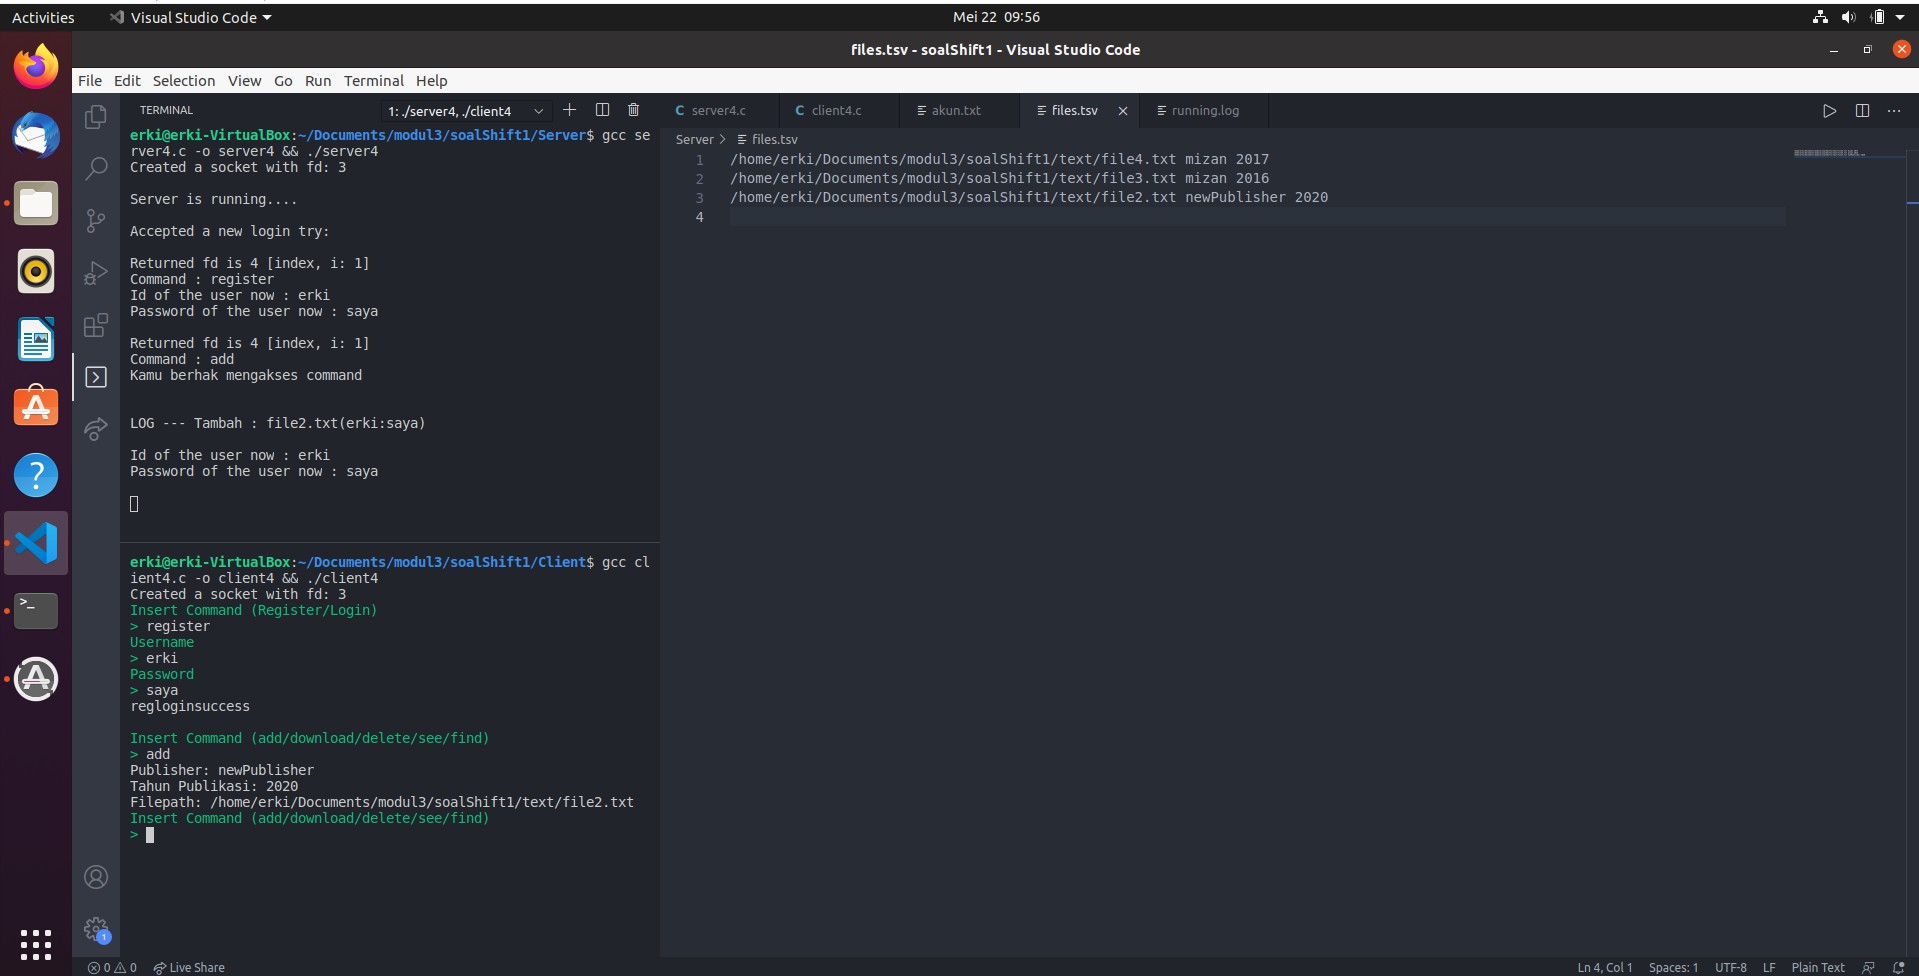 Activities
Visual Studio Code
Mei 22 09:56
files.tsv - soalShift1 - Visual Studio Code
File Edit Selection View Go Run Terminal Help
TERMINAL
1: ./server4, ./client4
erki@erki-VirtualBox:~/Documents/modul3/soalShift1/Server$ gcc se
rver4.c -o server4 && ./server4
Created a socket with fd: 3
Server is running....
Accepted a new login try:
Returned fd is 4 [index, i: 1]
Command : register
Id of the user now : erki
Password of the user now : saya
Returned fd is 4 [index, i: 1]
Command : add
Kamu berhak mengakses command
LOG --- Tambah : file2.txt(erki:saya)
Id of the user now : erki
Password of the user now : saya
erki@erki-VirtualBox:~/Documents/modul3/soalShift1/Client$ gcc cl
ient4.c -o client4 && ./client4
Created a socket with fd: 3
Insert Command (Register/Login)
> register
Username
> erki
Password
> saya
regloginsuccess
Insert Command (add/download/delete/see/find)
> add
Publisher: newPublisher
Tahun Publikasi: 2020
Filepath: /home/erki/Documents/modul3/soalShift1/text/file2.txt
Insert Command (add/download/delete/see/find)
>
C server4.c
C client4.c
akun.txt
files.tsv
running.log
Server > files.tsv
1 /home/erki/Documents/modul3/soalShift1/text/file4.txt mizan 2017
2 /home/erki/Documents/modul3/soalShift1/text/file3.txt mizan 2016
3 /home/erki/Documents/modul3/soalShift1/text/file2.txt newPublisher 2020
4
1
0 0 Live Share
Ln 4, Col 1 Spaces: 1 UTF-8 LF Plain Text